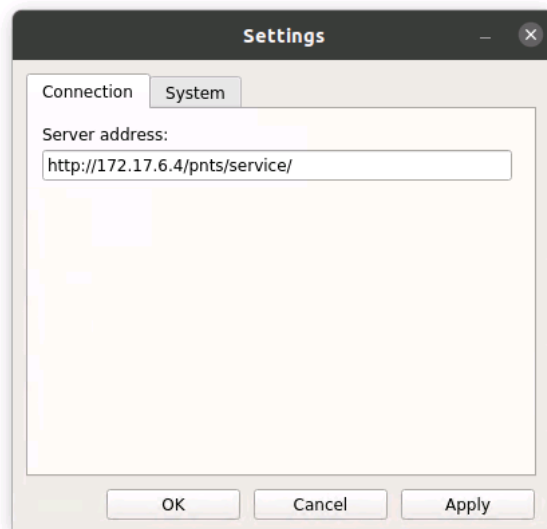 Settings
Connection System
Server address:
http://172.17.6.4/pnts/service/
OK Cancel Apply